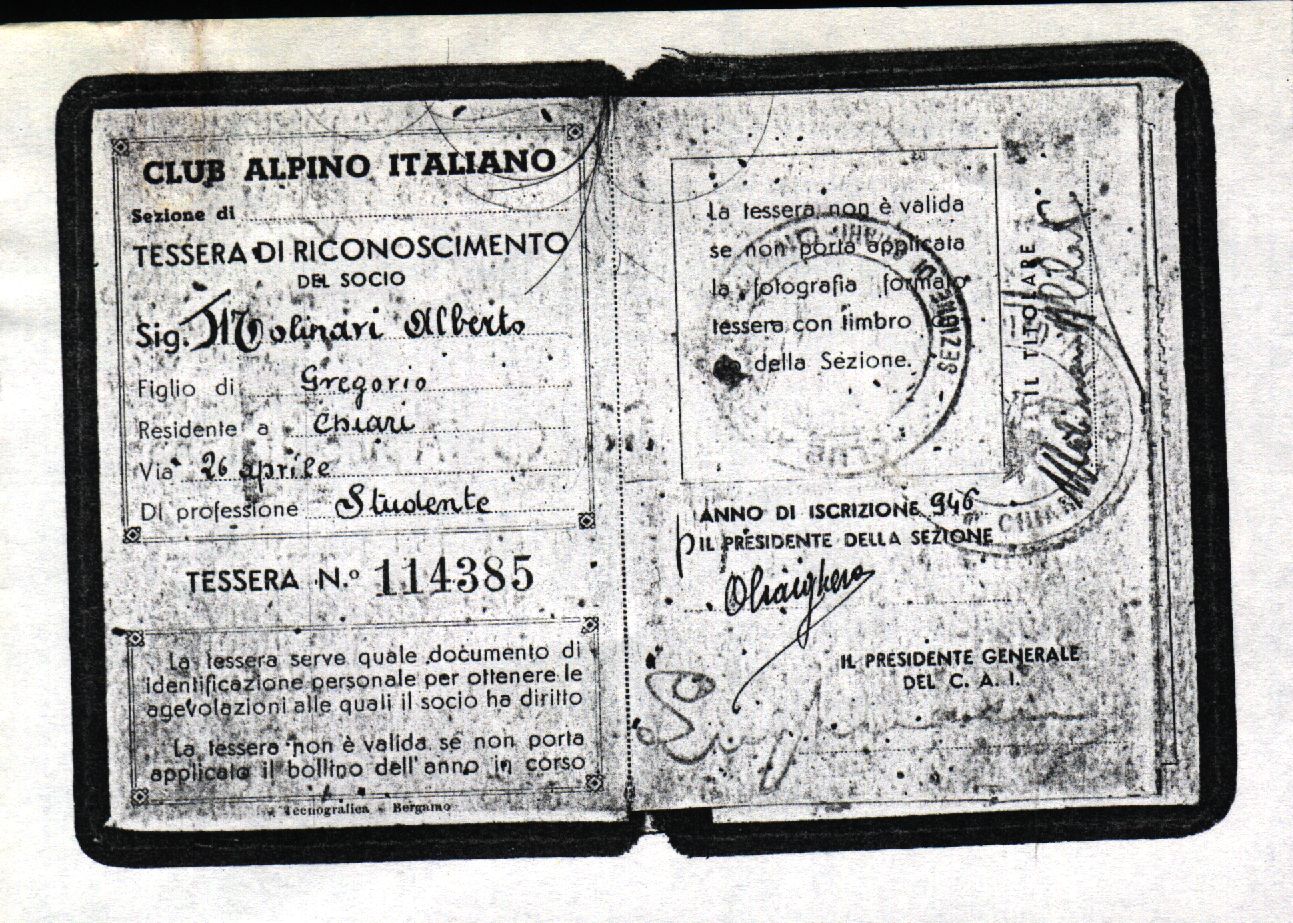 CLUB ALPINO ITALIANO
Sezione di
TESSERA DI RICONOSCIMENTO
DEL SOCIO
Sig. Molinari Alberto
Figlio di Gregorio
Residente a Chiari
Via 26 aprile
Di professione Studente
TESSERA N.º 114385
La tessera serve quale documento di
identificazione personale per ottenere le
agevolazioni alle quali il socio ha diritto
La tessera non è valida se non porta
applicato il bollino dell'anno in corso
Tecnografica - Bergamo
La tessera non è valida
se non porta applicata
la fotografia formato
tessera con timbro
della Sezione.
SEZIONE DI
IL TITOLARE
Molinari
CHIARI
ANNO DI ISCRIZIONE 946
p IL PRESIDENTE DELLA SEZIONE
IL PRESIDENTE GENERALE
DEL C. A. I.